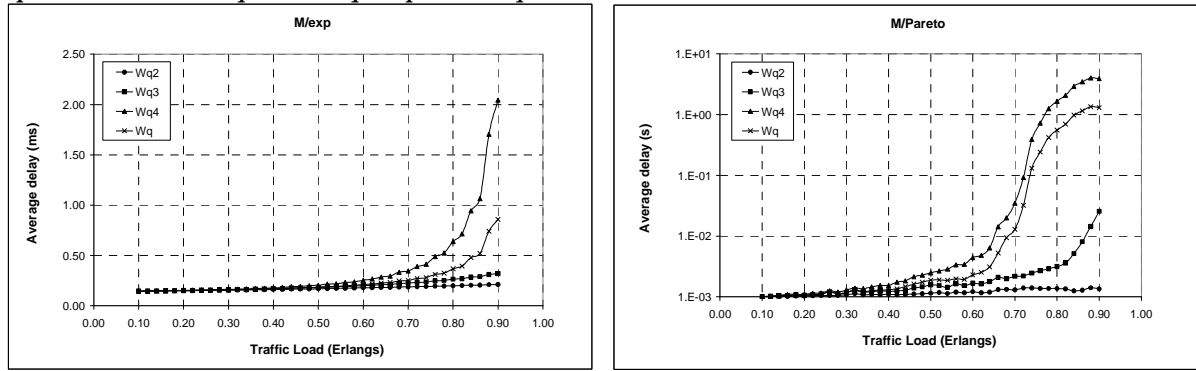 M/exp
Average delay (ms)
2.50
2.00
1.50
1.00
0.50
0.00
Wq2
Wq3
Wq4
Wq
0.00 0.10 0.20 0.30 0.40 0.50 0.60 0.70 0.80 0.90 1.00
Traffic Load (Erlangs)
M/Pareto
Average delay (s)
1.E+01
1.E+00
1.E-01
1.E-02
1.E-03
Wq2
Wq3
Wq4
Wq
0.00 0.10 0.20 0.30 0.40 0.50 0.60 0.70 0.80 0.90 1.00
Traffic Load (Erlangs)